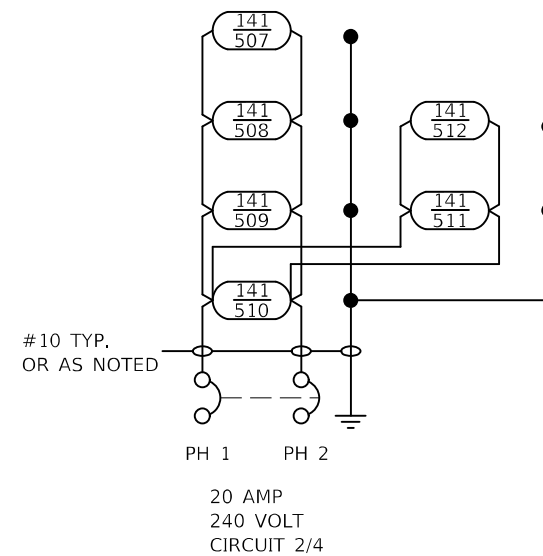 141
507
141
508
141
512
141
509
141
511
141
510
#10 TYP.
OR AS NOTED
PH 1 PH 2
20 AMP
240 VOLT
CIRCUIT 2/4